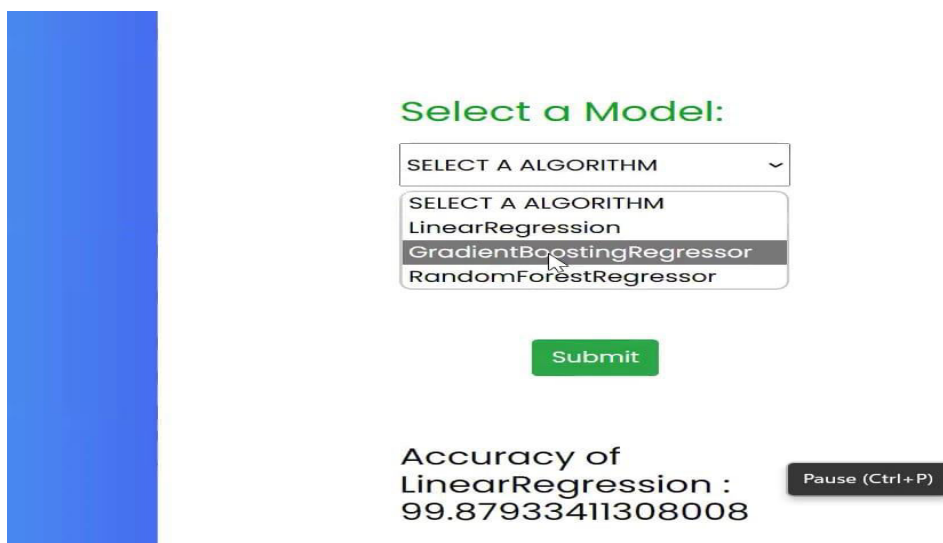 Select a Model:
SELECT A ALGORITHM
SELECT A ALGORITHM
LinearRegression
GradientBoostingRegressor
RandomForestRegressor
Submit
Accuracy of
LinearRegression :
99.87933411308008
Pause (Ctrl+P)